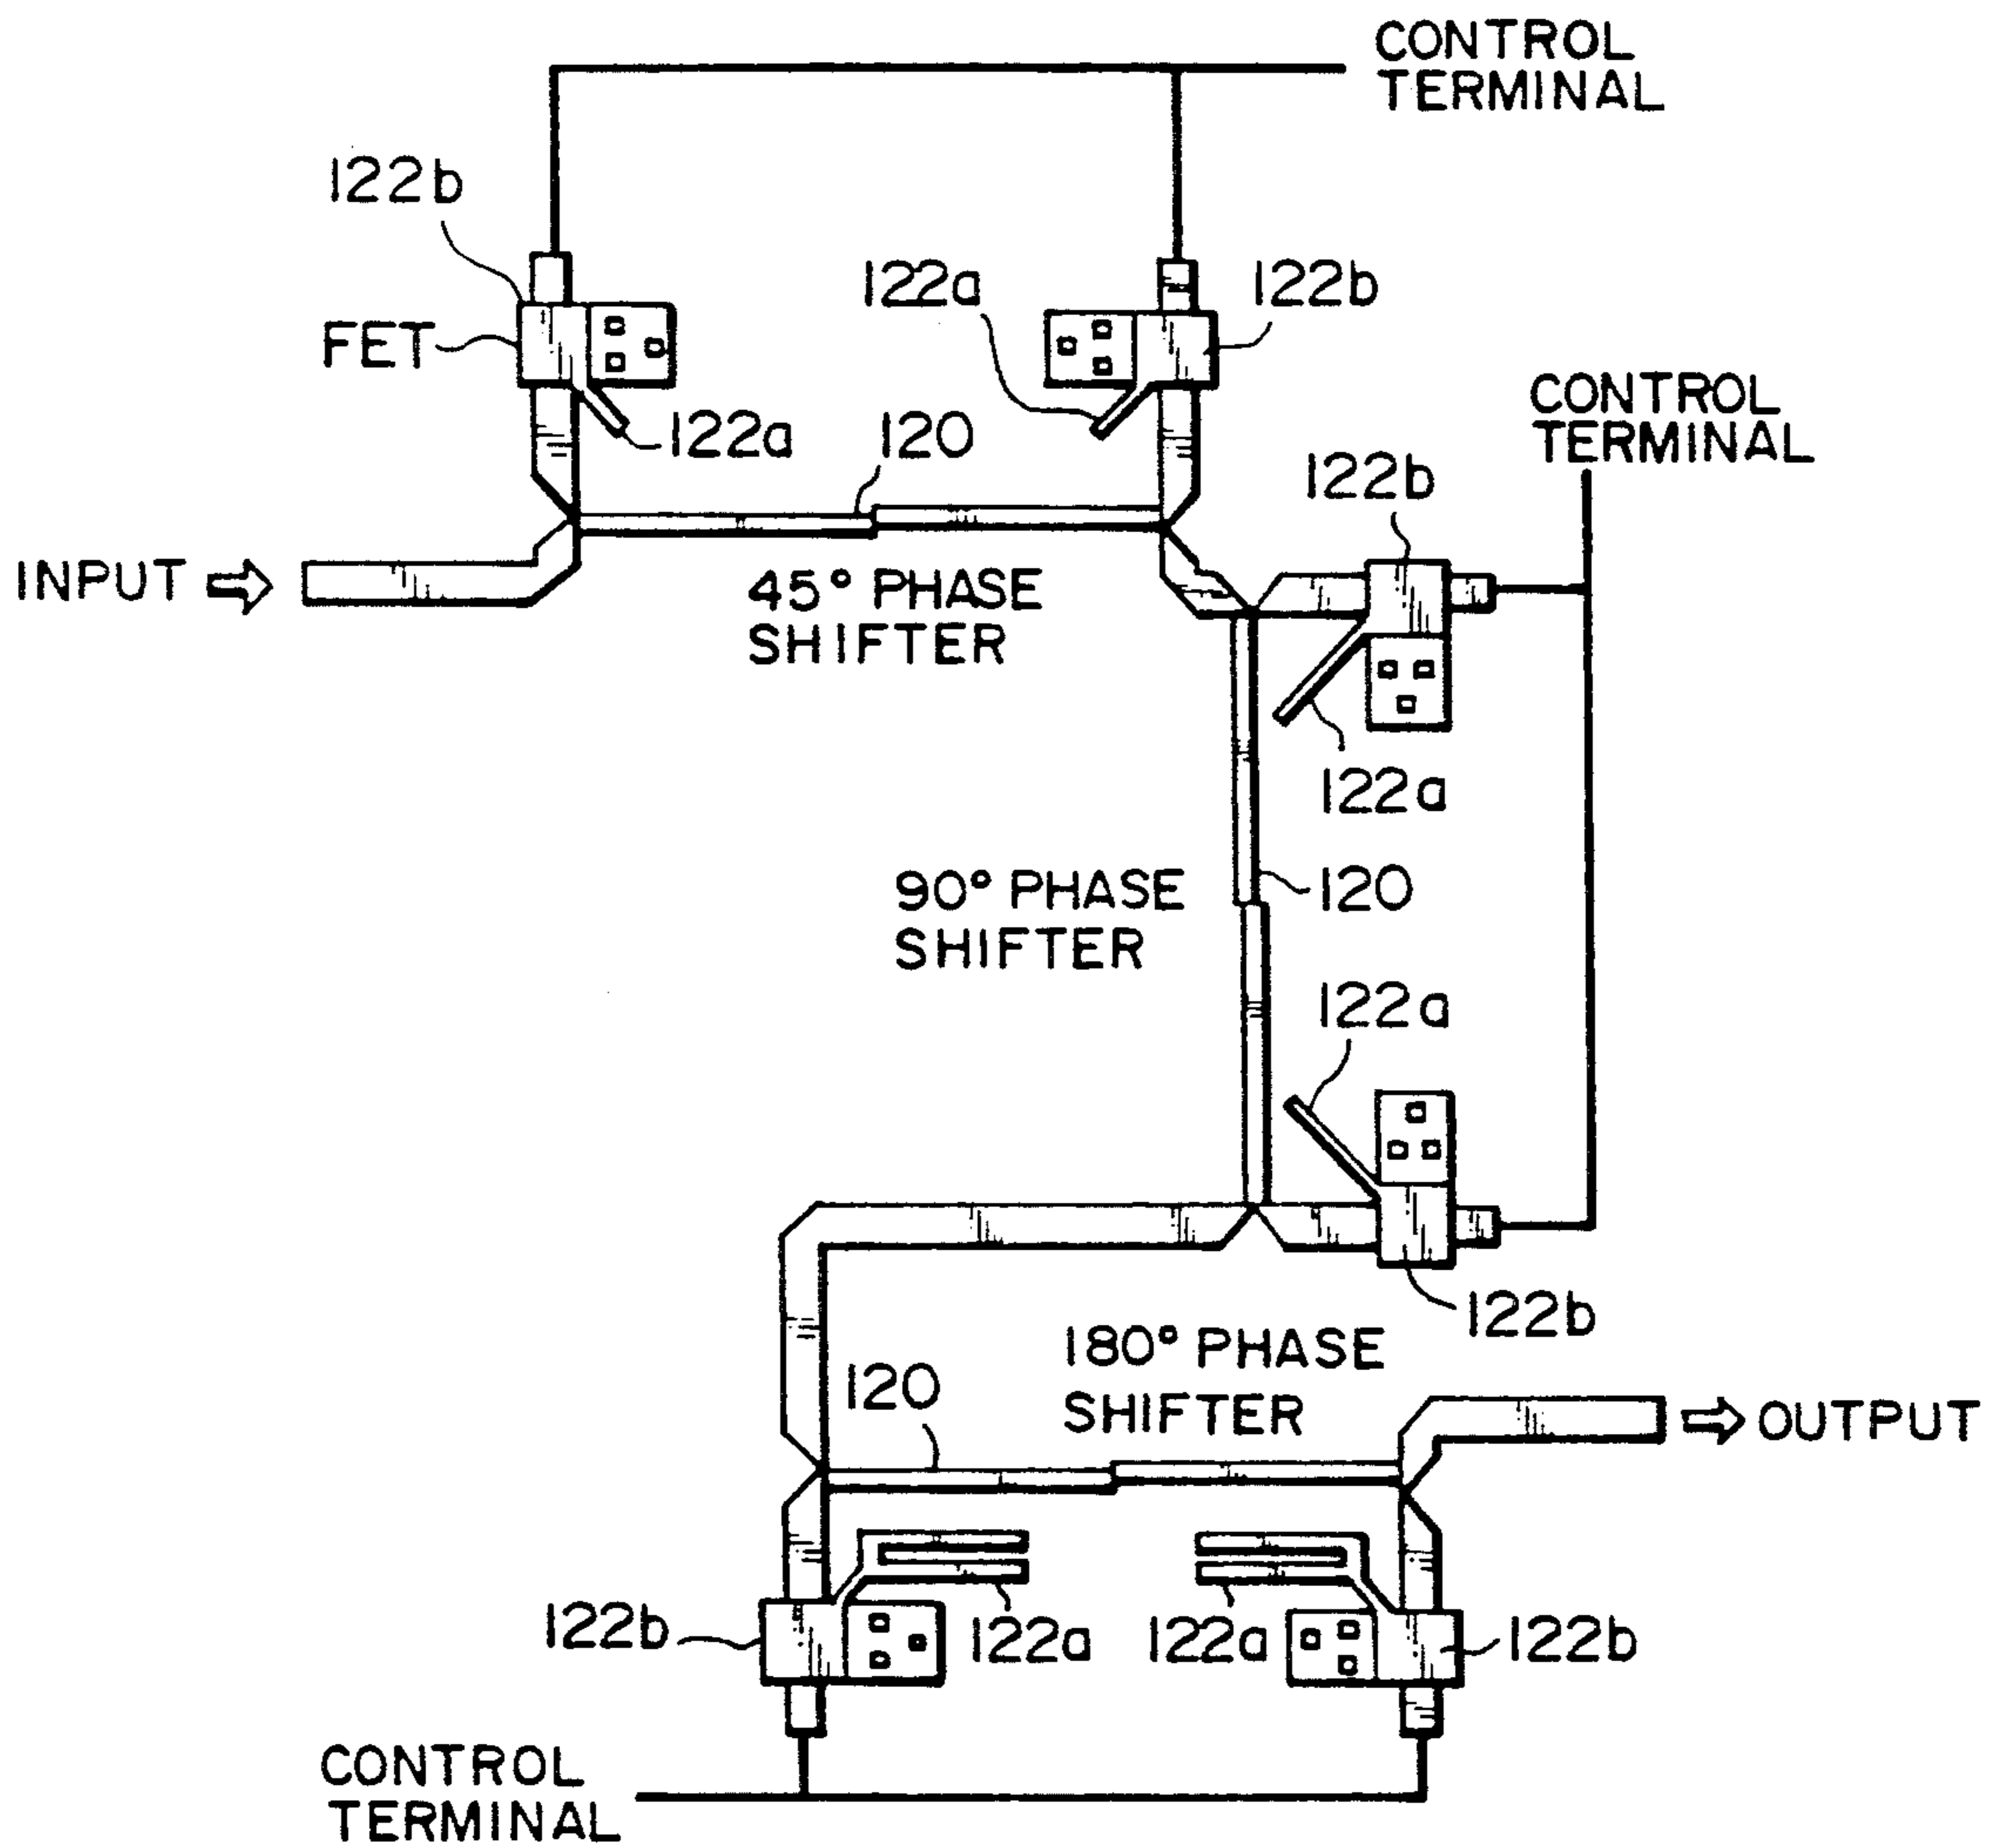 CONTROL
TERMINAL
122b
122a
122b
FET
122a
120
CONTROL
TERMINAL
122b
INPUT
45° PHASE
SHIFTER
122a
90° PHASE
SHIFTER
120
122a
122b
180° PHASE
SHIFTER
120
OUTPUT
122b
122a
122a
122b
CONTROL
TERMINAL